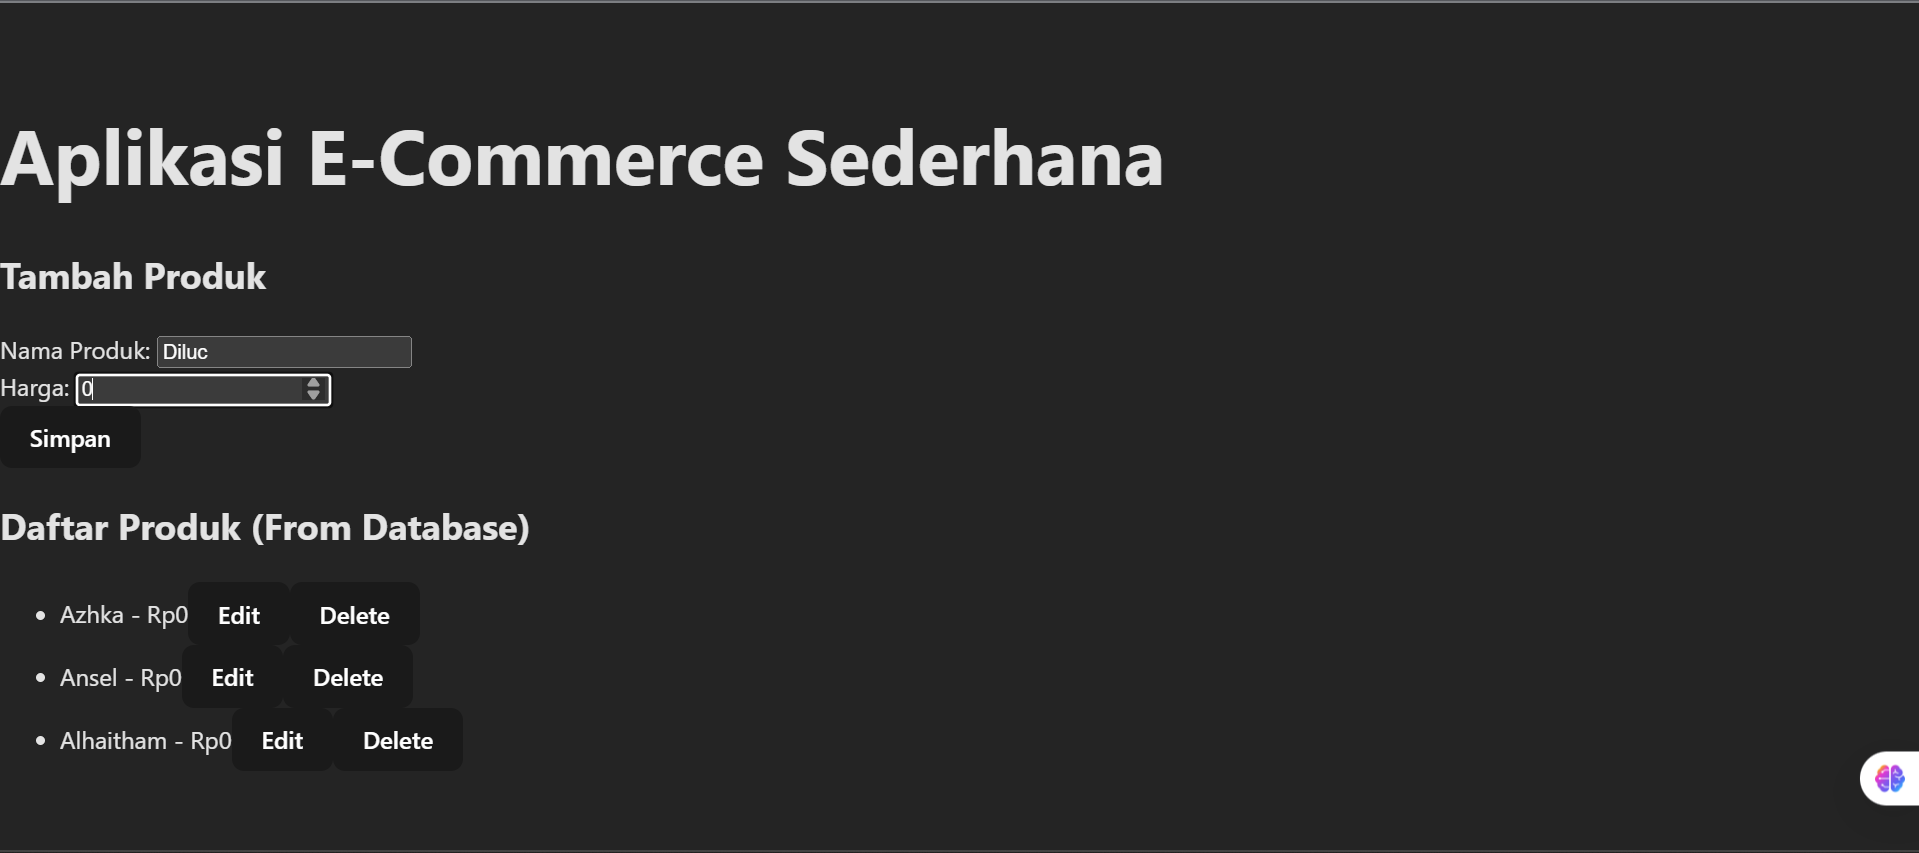 Aplikasi E-Commerce Sederhana
Tambah Produk
Nama Produk: Diluc
Harga: 0
Simpan
Daftar Produk (From Database)
• Azhka - Rp0 Edit Delete
• Ansel - Rp0 Edit Delete
• Alhaitham - Rp0 Edit Delete